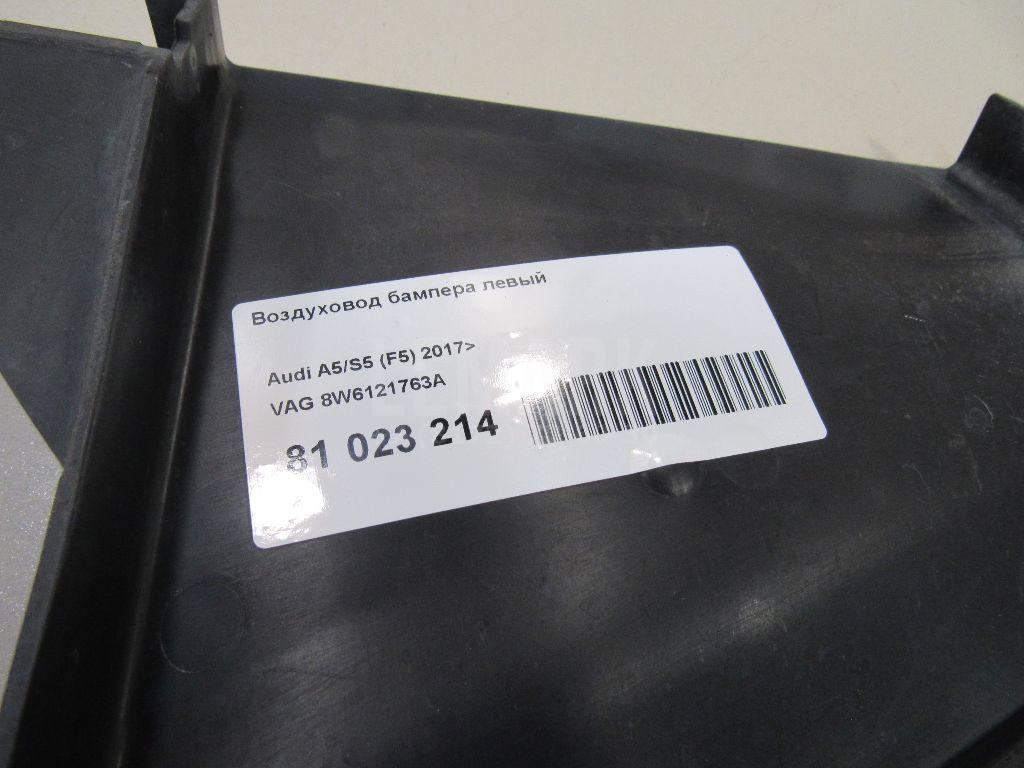 Воздуховод бампера левый
Audi A5/S5 (F5) 2017>
VAG 8W6121763A
81 023 214